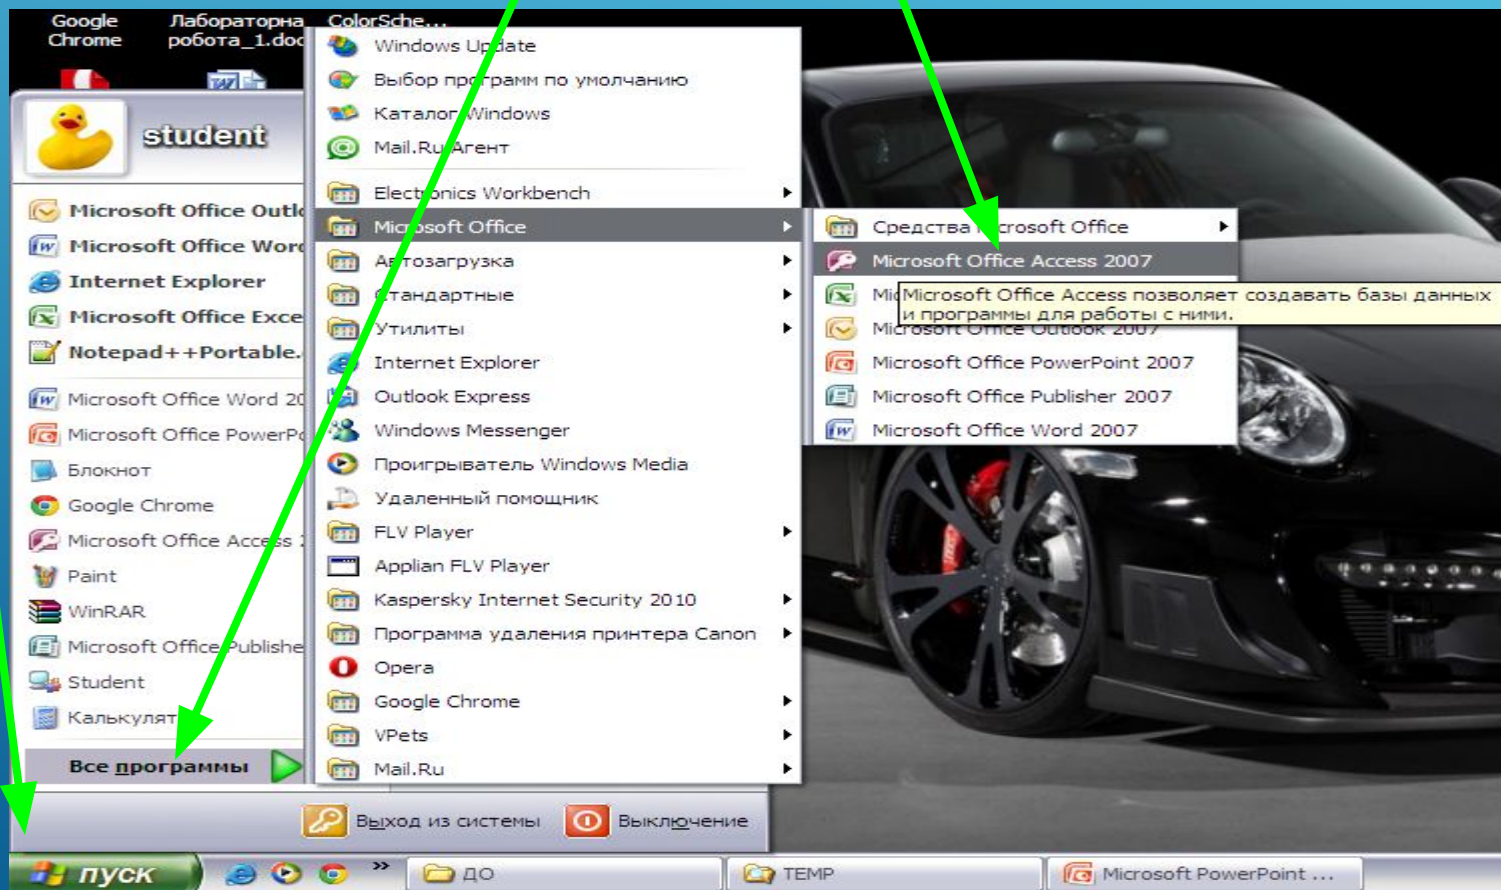 Google
Chrome
Лабораторна
робота_1.doc
ColorSche...
student
Microsoft Office Outlo
Microsoft Office Word
Internet Explorer
Microsoft Office Exce
Notepad++Portable.
Microsoft Office Word 20
Microsoft Office PowerPo
Блокнот
Google Chrome
Microsoft Office Access 2
Paint
WinRAR
Microsoft Office Publishe
Student
Калькулят
Все программы
Windows Update
Выбор программ по умолчанию
Каталог Windows
Mail.Ru Агент
Electronics Workbench
Microsoft Office
Автозагрузка
Стандартные
Утилиты
Internet Explorer
Outlook Express
Windows Messenger
Проигрыватель Windows Media
Удаленный помощник
FLV Player
Applian FLV Player
Kaspersky Internet Security 2010
Программа удаления принтера Canon
Opera
Google Chrome
VPets
Mail.Ru
Средства Microsoft Office
Microsoft Office Access 2007
Mic
Microsoft Office Access позволяет создавать базы данных
и программы для работы с ними.
Microsoft Office Outlook 2007
Microsoft Office PowerPoint 2007
Microsoft Office Publisher 2007
Microsoft Office Word 2007
Выход из системы
Выключение
пуск
»
ДО
TEMP
Microsoft PowerPoint ...